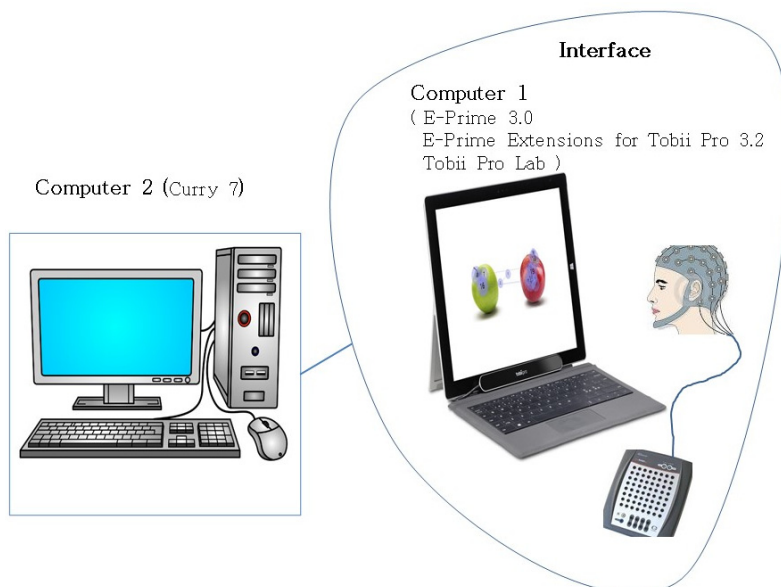 Interface
Computer 1
( E-Prime 3.0
E-Prime Extensions for Tobii Pro 3.2
Tobii Pro Lab )
Computer 2 (Curry 7)